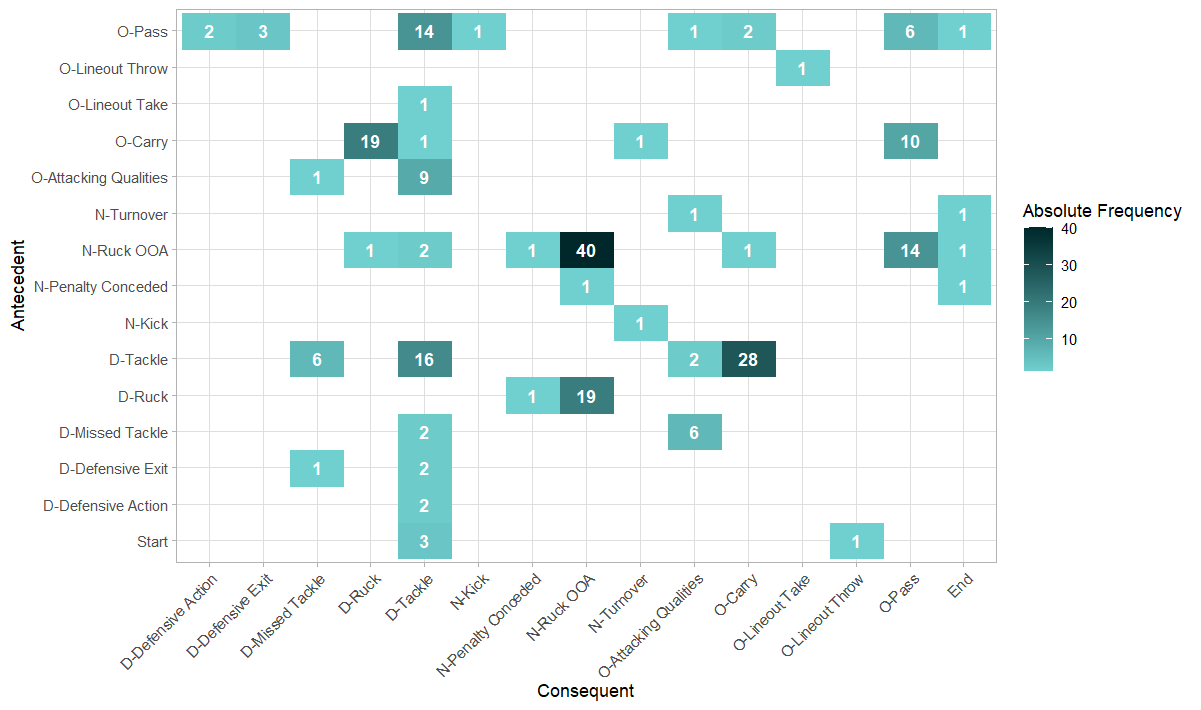 O-Pass 2 3 14 1 1 2 6 1
O-Lineout Throw 1
O-Lineout Take 1
O-Carry 19 1 1 10
O-Attacking Qualities 1 9
N-Turnover 1 1
N-Ruck OOA 1 2 1 40 1 14 1
N-Penalty Conceded 1 1
N-Kick 1
D-Tackle 6 16 2 28
D-Ruck 1 19
D-Missed Tackle 2 6
D-Defensive Exit 1 2
D-Defensive Action 2
Start 3 1
Antecedent
D-Defensive Action
D-Defensive Exit
D-Missed Tackle
D-Ruck
D-Tackle
N-Kick
N-Penalty Conceded
N-Ruck OOA
N-Turnover
O-Attacking Qualities
O-Carry
O-Lineout Take
O-Lineout Throw
O-Pass
End
Consequent
Absolute Frequency
40
30
20
10